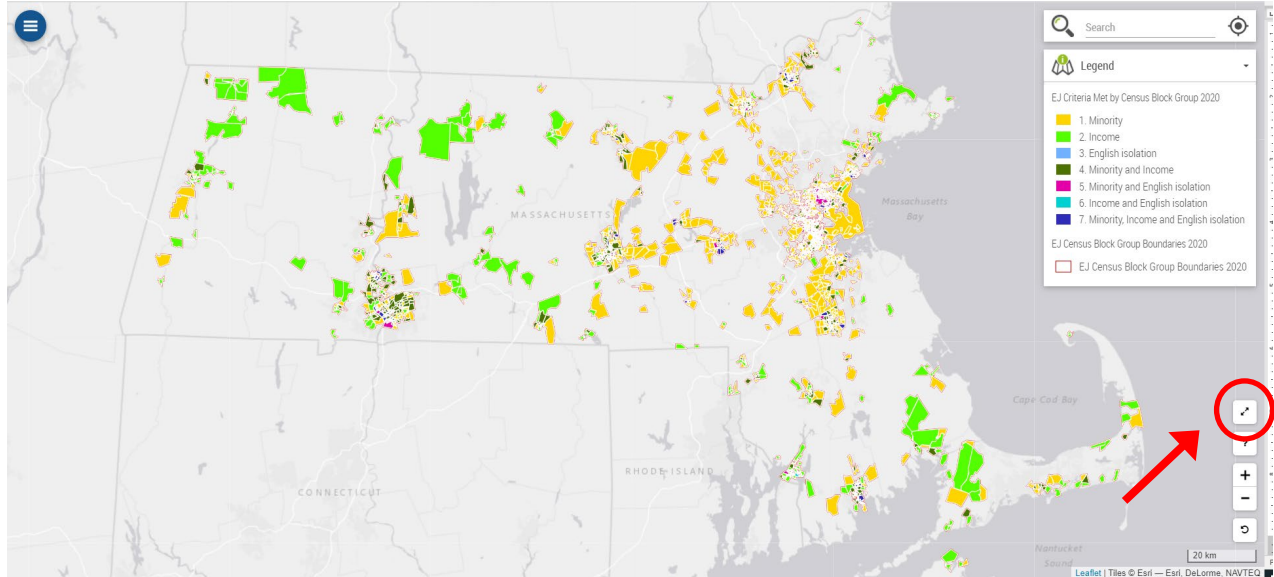 Search
Legend
EJ Criteria Met by Census Block Group 2020
1. Minority
2. Income
3. English isolation
4. Minority and Income
5. Minority and English isolation
6. Income and English isolation
7. Minority, Income and English isolation
EJ Census Block Group Boundaries 2020
EJ Census Block Group Boundaries 2020
MASSACHUSETTS
Massachusetts
Bay
Cape Cod Bay
RHODE ISLAND
CONNECTICUT
?
+
−
Nantucket
Sound
20 km
Leaflet | Tiles © Esri — Esri, DeLorme, NAVTEQ